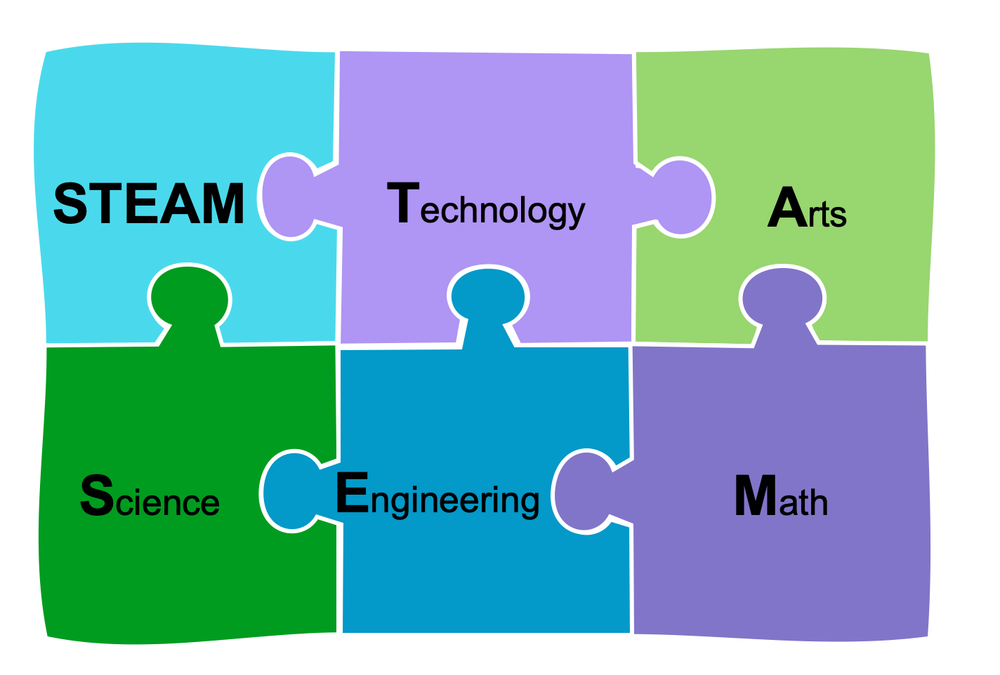 STEAM
Technology
Arts
Science
Engineering
Math